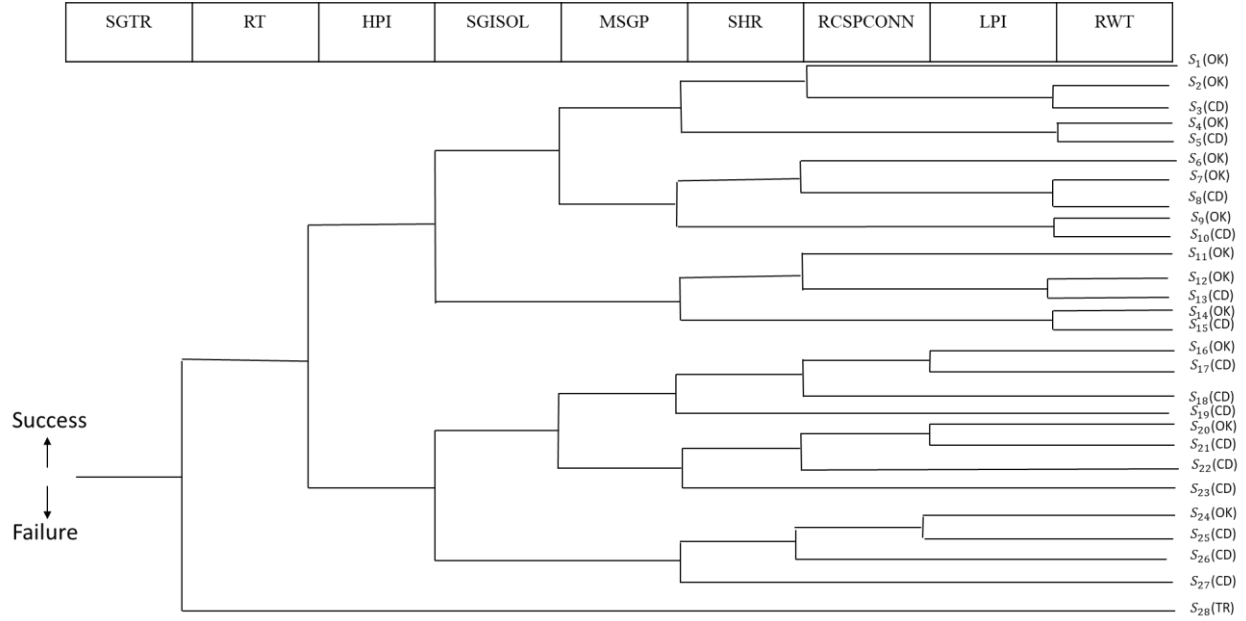 SGTR RT HPI SGISOL MSGP SHR RCSPCONN LPI RWT
S₁(OK)
S₂(OK)
S₃(CD)
S₄(OK)
S₅(CD)
S₆(OK)
S₇(OK)
S₈(CD)
S₉(OK)
S₁₀(CD)
S₁₁(OK)
S₁₂(OK)
S₁₃(CD)
S₁₄(OK)
S₁₅(CD)
S₁₆(OK)
S₁₇(CD)
S₁₈(CD)
S₁₉(CD)
Success
S₂₀(OK)
S₂₁(CD)
S₂₂(CD)
S₂₃(CD)
S₂₄(OK)
Failure
S₂₅(CD)
S₂₆(CD)
S₂₇(CD)
S₂₈(TR)